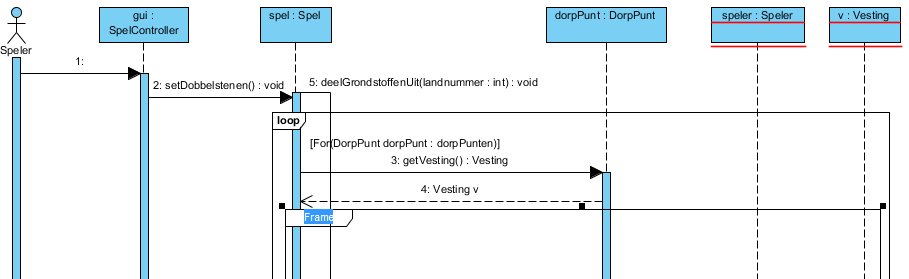 gui :
SpelController
spel : Spel
dorpPunt : DorpPunt
speler : Speler
v : Vesting
Speler
1:
2: setDobbelstenen() : void
5: deelGrondstoffenUit(landnummer : int) : void
loop
[For(DorpPunt dorpPunt : dorpPunten)]
3: getVesting() : Vesting
4: Vesting v
Frame